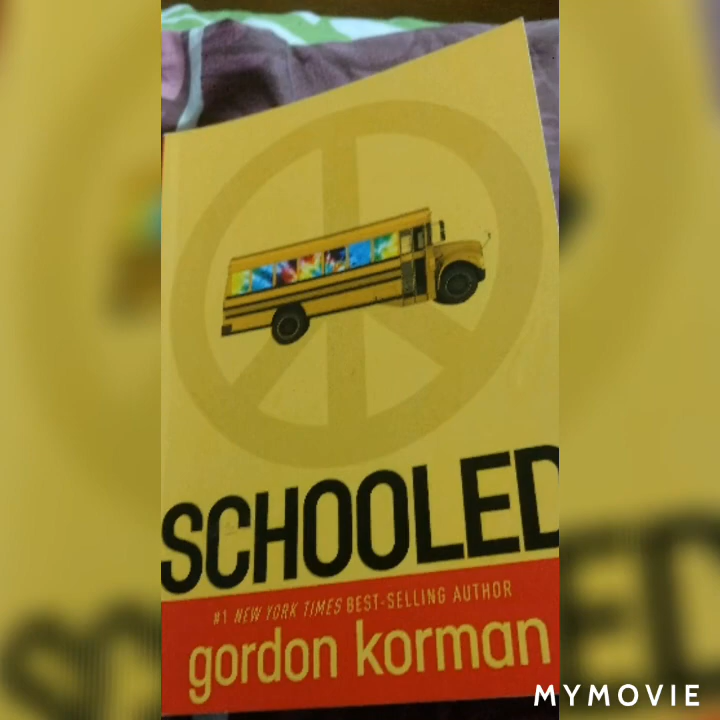 SCHOOLED
#1 NEW YORK TIMES BEST-SELLING AUTHOR
gordon korman
MYMOVIE